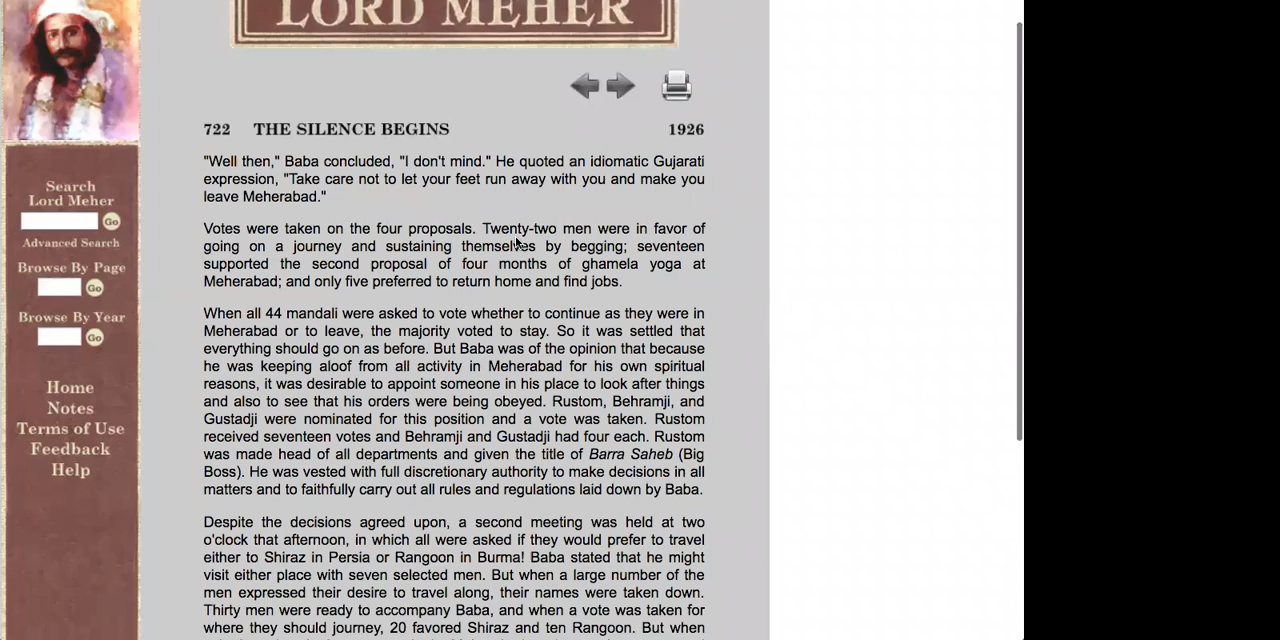 LORD MEHER
722 THE SILENCE BEGINS 1926
"Well then," Baba concluded, "I don't mind." He quoted an idiomatic Gujarati
expression, "Take care not to let your feet run away with you and make you
leave Meherabad."
Votes were taken on the four proposals. Twenty-two men were in favor of
going on a journey and sustaining themselves by begging; seventeen
supported the second proposal of four months of ghamela yoga at
Meherabad; and only five preferred to return home and find jobs.
When all 44 mandali were asked to vote whether to continue as they were in
Meherabad or to leave, the majority voted to stay. So it was settled that
everything should go on as before. But Baba was of the opinion that because
he was keeping aloof from all activity in Meherabad for his own spiritual
reasons, it was desirable to appoint someone in his place to look after things
and also to see that his orders were being obeyed. Rustom, Behramji, and
Gustadji were nominated for this position and a vote was taken. Rustom
received seventeen votes and Behramji and Gustadji had four each. Rustom
was made head of all departments and given the title of Barra Saheb (Big
Boss). He was vested with full discretionary authority to make decisions in all
matters and to faithfully carry out all rules and regulations laid down by Baba.
Despite the decisions agreed upon, a second meeting was held at two
o'clock that afternoon, in which all were asked if they would prefer to travel
either to Shiraz in Persia or Rangoon in Burma! Baba stated that he might
visit either place with seven selected men. But when a large number of the
men expressed their desire to travel along, their names were taken down.
Thirty men were ready to accompany Baba, and when a vote was taken for
where they should journey, 20 favored Shiraz and ten Rangoon. But when
Search
Lord Meher
Go
Advanced Search
Browse By Page
Go
Browse By Year
Go
Home
Notes
Terms of Use
Feedback
Help